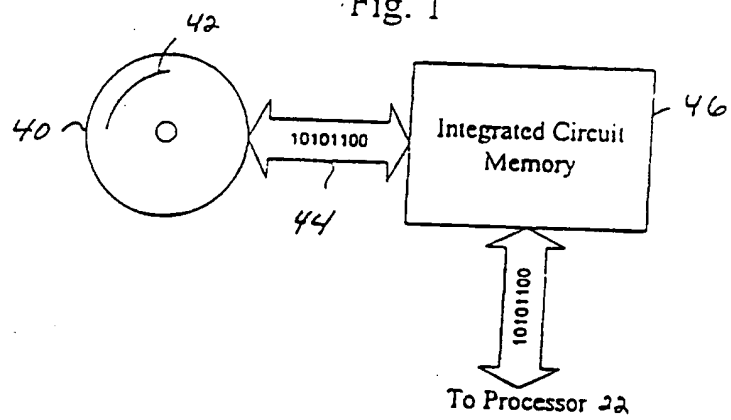 Fig. 1
42
40
10101100
44
Integrated Circuit
Memory
46
10101100
To Processor 22